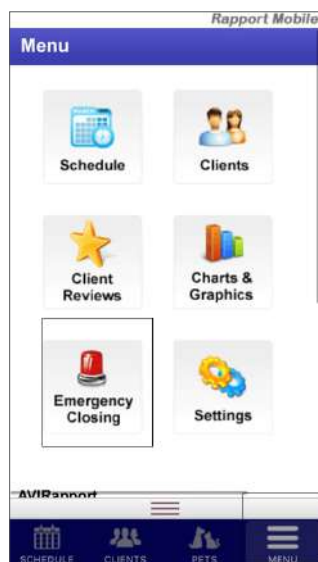 Rapport Mobile
Menu
Schedule
Clients
Client
Reviews
Charts &
Graphics
Emergency
Closing
Settings
AVIRapport
SCHEDULE CLIENTS PETS MENU